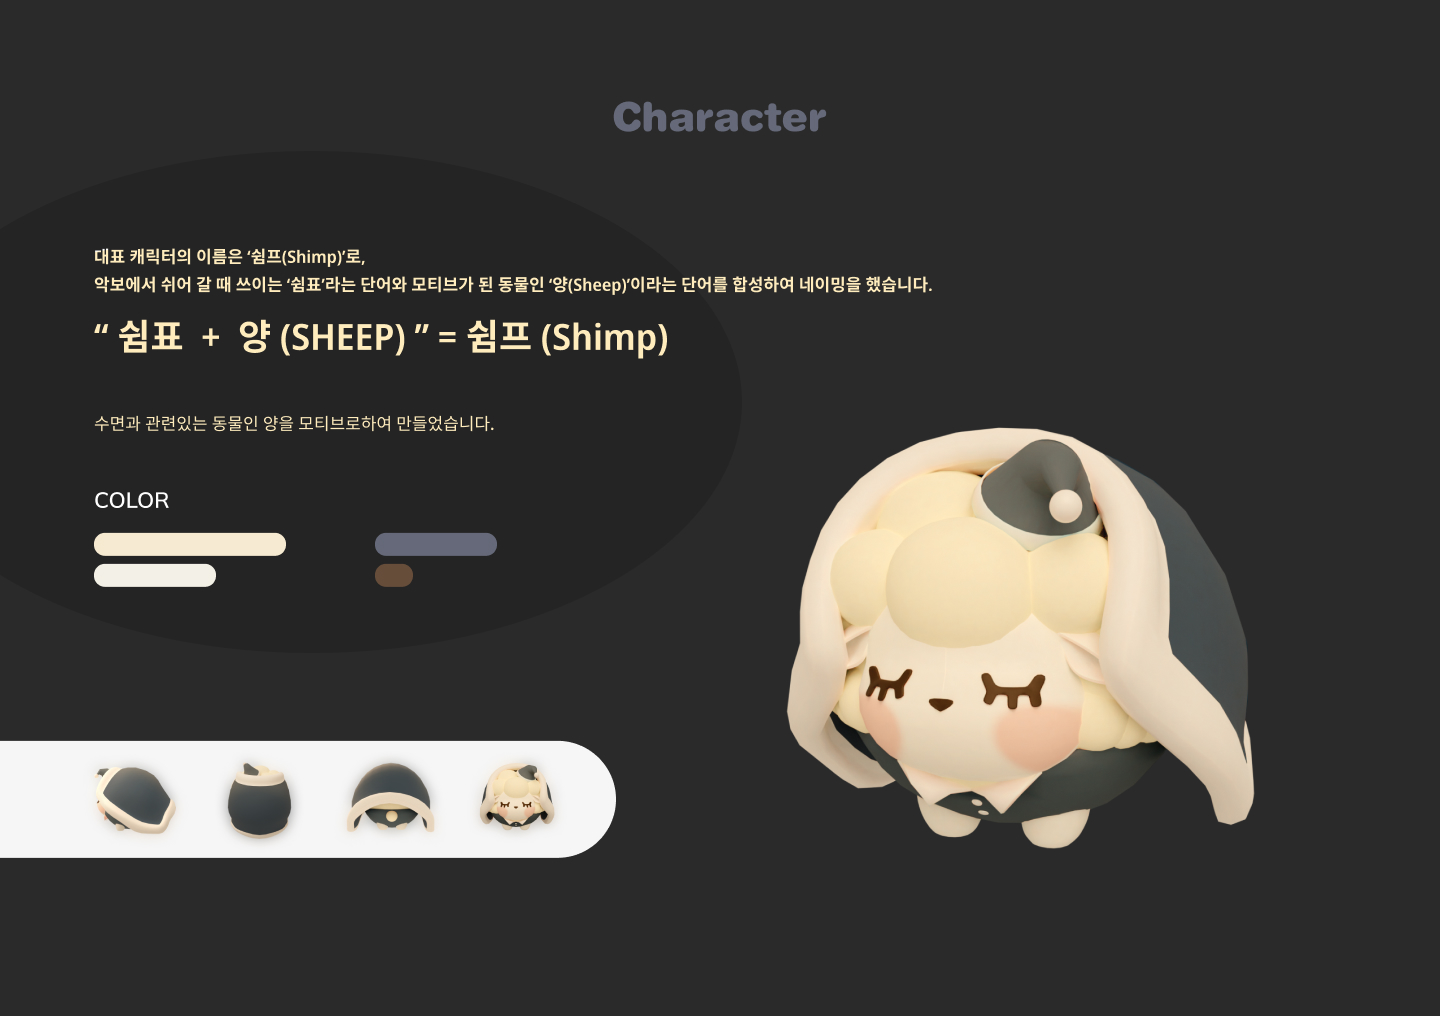 Character
대표 캐릭터의 이름은 ‘쉼프(Shimp)’로,
악보에서 쉬어 갈 때 쓰이는 ‘쉼표’라는 단어와 모티브가 된 동물인 ‘양(Sheep)’이라는 단어를 합성하여 네이밍을 했습니다.
“ 쉼표 + 양 (SHEEP) ” = 쉼프 (Shimp)
수면과 관련있는 동물인 양을 모티브로하여 만들었습니다.
COLOR